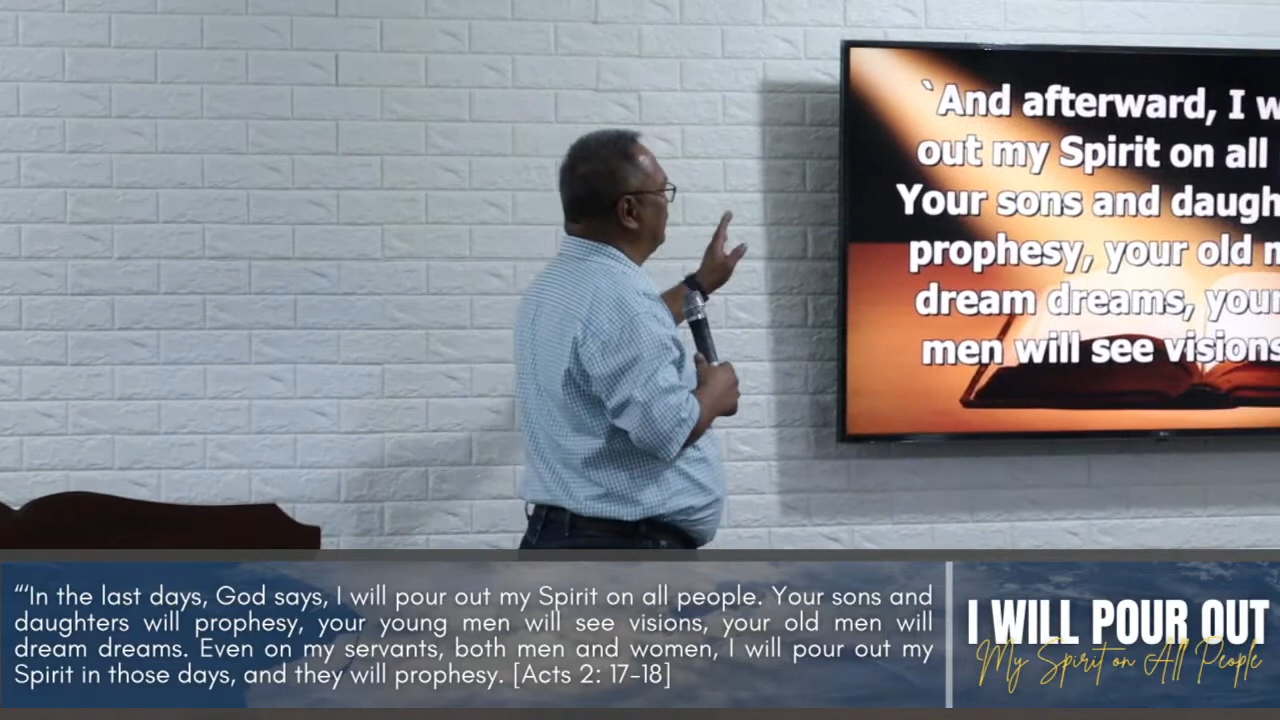 `And afterward, I
out my Spirit on all
Your sons and
prophesy, your old
dream dreams,
men will see visions
“‘In the last days, God says, I will pour out my Spirit on all people. Your sons and
daughters will prophesy, your young men will see visions, your old men will
dream dreams. Even on my servants, both men and women, I will pour out my
Spirit in those days, and they will prophesy. [Acts 2: 17-18]
I WILL POUR OUT
My Spirit on All People